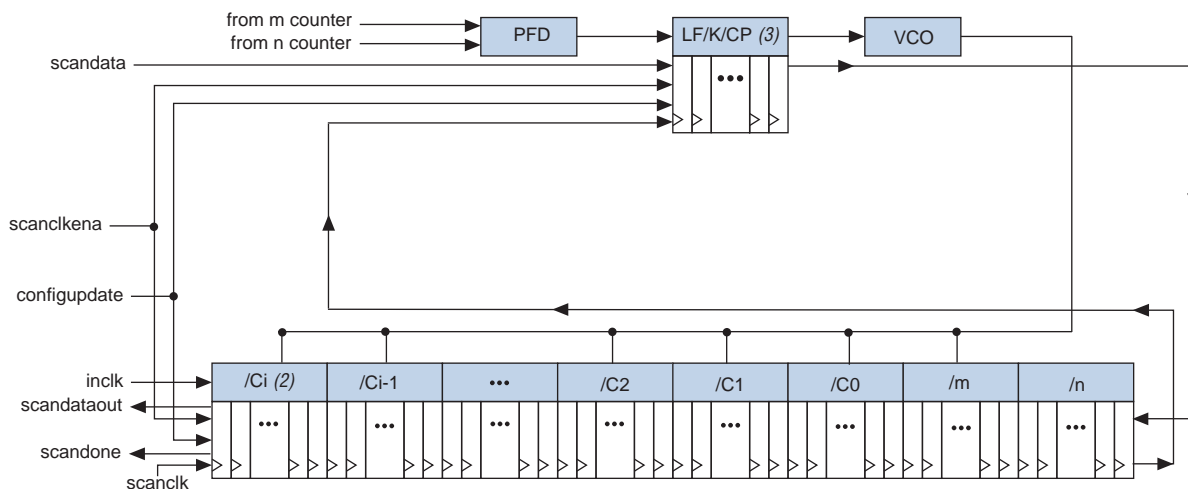 from m counter
from n counter
PFD
LF/K/CP (3)
VCO
scandata
•••
scanclkena
configupdate
inclk
/Ci (2)
/Ci-1
•••
/C2
/C1
/C0
/m
/n
scandataout
••• ••• ••• ••• ••• ••• ••• •••
scandone
scanclk